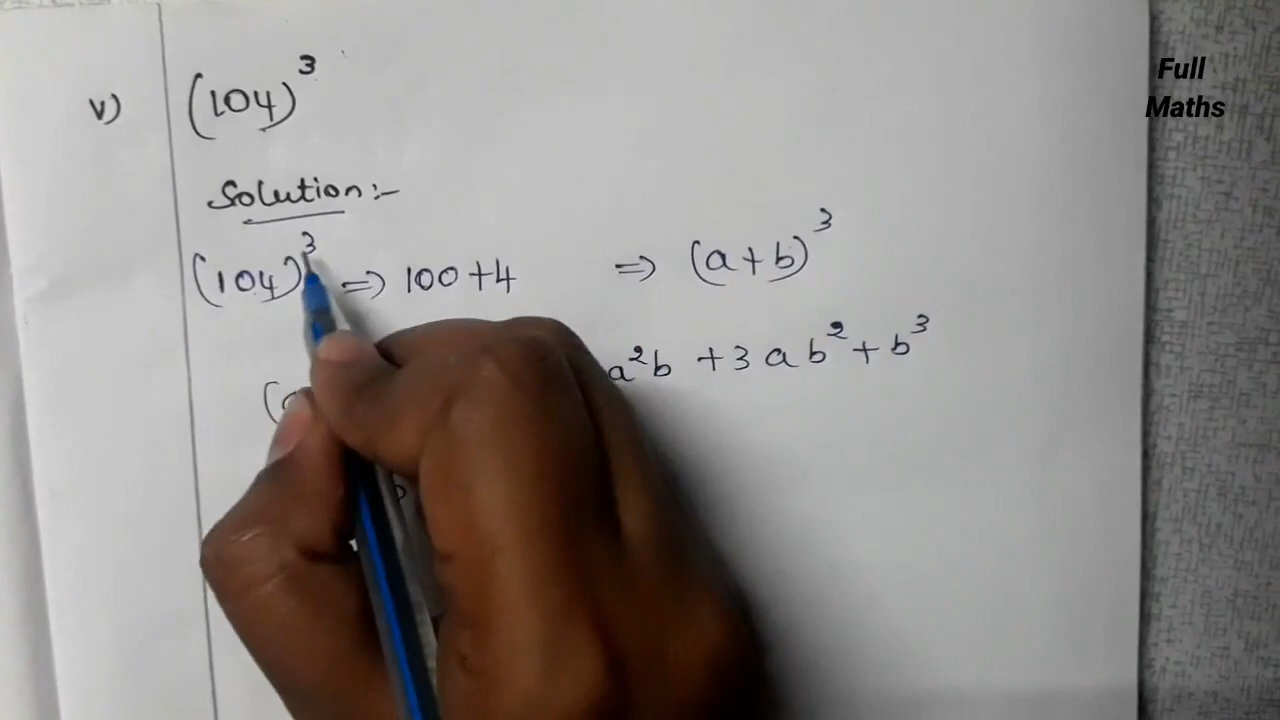 Full
Maths
v) (104)³
Solution:-
(104)³ ⇒ 100+4 ⇒ (a+b)³
a²b + 3ab² + b³